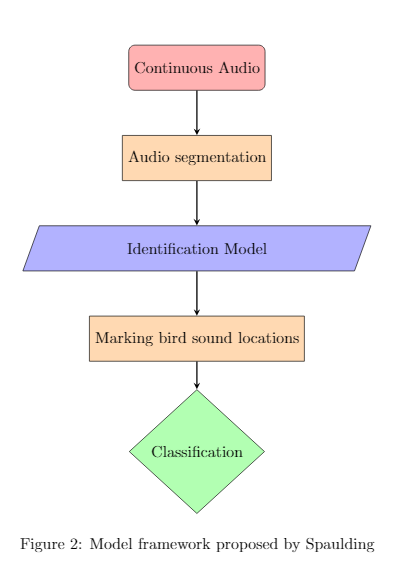 Continuous Audio
Audio segmentation
Identification Model
Marking bird sound locations
Classification
Figure 2: Model framework proposed by Spaulding